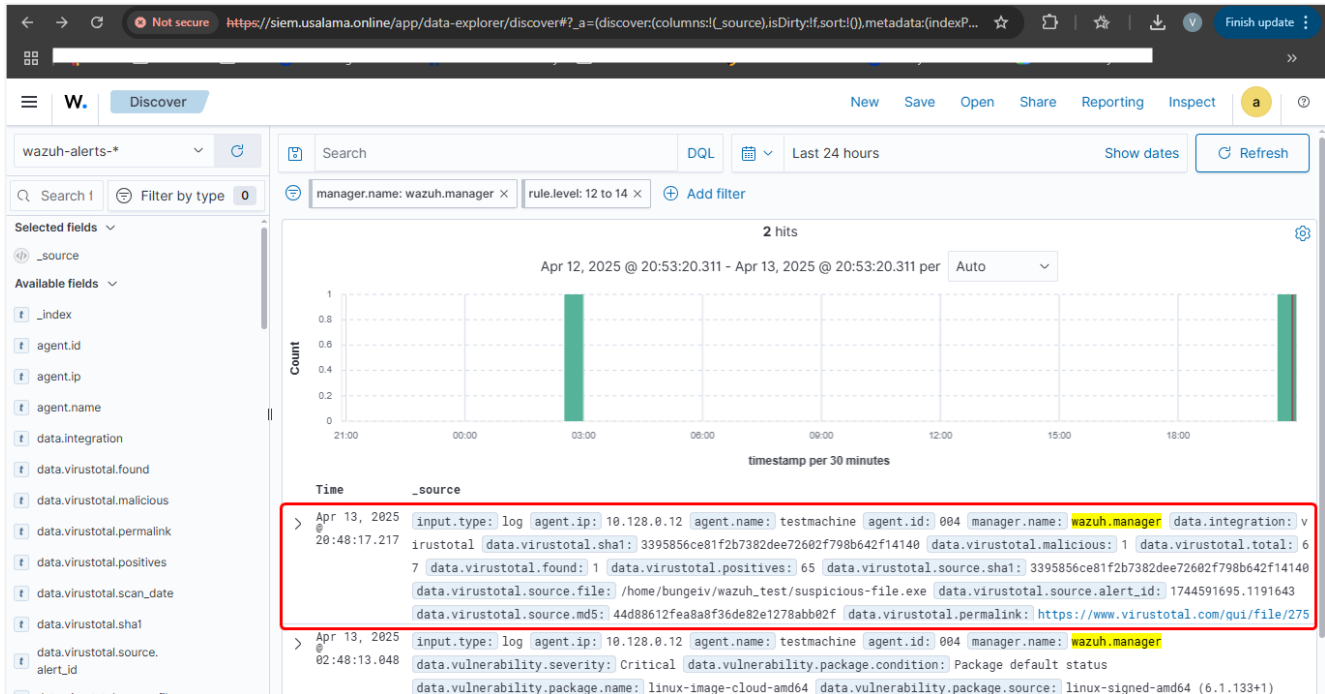 Not secure https://siem.usalama.online/app/data-explorer/discover#?_a=(discover:(columns:!(_source),isDirty:!f,sort:!()),metadata:(indexP... V Finish update
W. Discover New Save Open Share Reporting Inspect a
wazuh-alerts-* Search DQL Last 24 hours Show dates Refresh
Search f Filter by type 0 manager.name: wazuh.manager × rule.level: 12 to 14 × Add filter
Selected fields
_source
Available fields
t _index
t agent.id
t agent.ip
t agent.name
t data.integration
t data.virustotal.found
t data.virustotal.malicious
t data.virustotal.permalink
t data.virustotal.positives
t data.virustotal.scan_date
t data.virustotal.sha1
t data.virustotal.source.
alert_id
2 hits
Apr 12, 2025 @ 20:53:20.311 - Apr 13, 2025 @ 20:53:20.311 per Auto
Count
1
0.8
0.6
0.4
0.2
0
21:00 00:00 03:00 06:00 09:00 12:00 15:00 18:00
timestamp per 30 minutes
Time _source
Apr 13, 2025 @ 20:48:17.217
input.type: log agent.ip: 10.128.0.12 agent.name: testmachine agent.id: 004 manager.name: wazuh.manager data.integration: v
irustotal data.virustotal.sha1: 3395856ce81f2b7382dee72602f798b642f14140 data.virustotal.malicious: 1 data.virustotal.total: 6
7 data.virustotal.found: 1 data.virustotal.positives: 65 data.virustotal.source.sha1: 3395856ce81f2b7382dee72602f798b642f14140
data.virustotal.source.file: /home/bungeiv/wazuh_test/suspicious-file.exe data.virustotal.source.alert_id: 1744591695.1191643
data.virustotal.source.md5: 44d88612fea8a8f36de82e1278abb02f data.virustotal.permalink: https://www.virustotal.com/gui/file/275
Apr 13, 2025 @ 02:48:13.048
input.type: log agent.ip: 10.128.0.12 agent.name: testmachine agent.id: 004 manager.name: wazuh.manager
data.vulnerability.severity: Critical data.vulnerability.package.condition: Package default status
data.vulnerability.package.name: linux-image-cloud-amd64 data.vulnerability.package.source: linux-signed-amd64 (6.1.133+1)